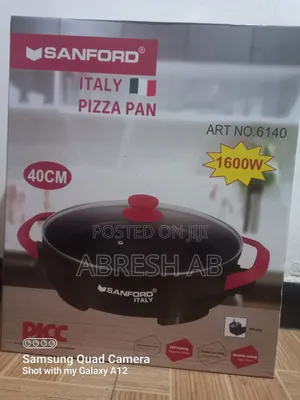 SANFORD®
ITALY
PIZZA PAN
ART NO.6140
1600W
40CM
POSTED ON JIJI
ABRESH AB
SANFORD
ITALY
Samsung Quad Camera
Shot with my Galaxy A12